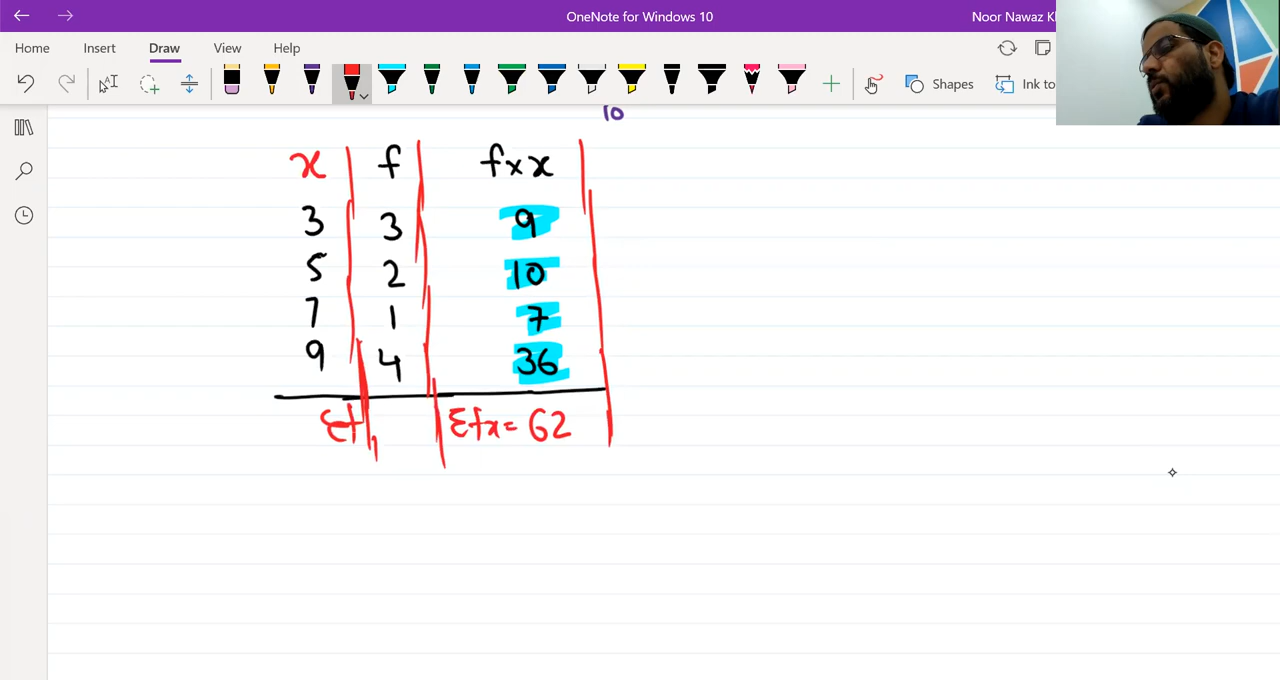 OneNote for Windows 10
Noor Nawaz Kh
Home Insert Draw View Help
Shapes Ink to
10
x f f×x
3 3 9
5 2 10
7 1 7
9 4 36
Σf Σfx = 62